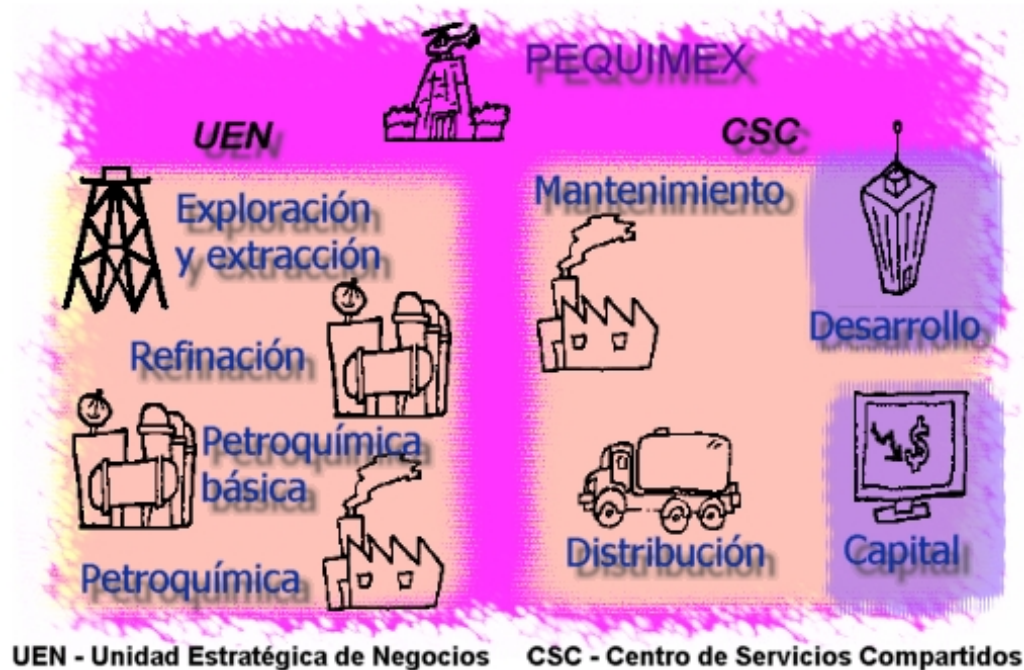 PEQUIMEX
UEN
Exploración
y extracción
Refinación
Petroquímica
básica
Petroquímica
CSC
Mantenimiento
Desarrollo
Distribución
$
Capital
UEN - Unidad Estratégica de Negocios
CSC - Centro de Servicios Compartidos